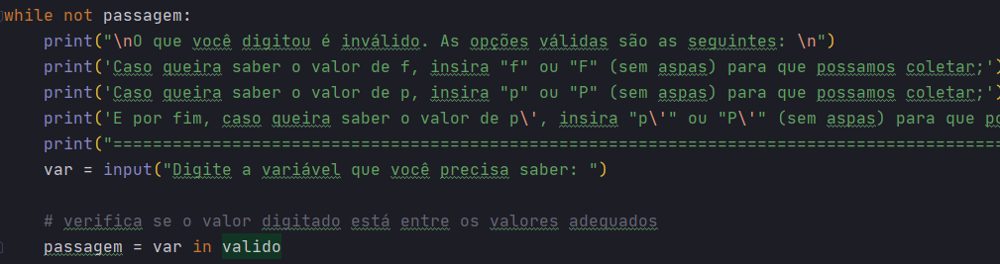 while not passagem:
    print("\nO que você digitou é inválido. As opções válidas são as seguintes: \n")
    print('Caso queira saber o valor de f, insira "f" ou "F" (sem aspas) para que possamos coletar;')
    print('Caso queira saber o valor de p, insira "p" ou "P" (sem aspas) para que possamos coletar;')
    print('E por fim, caso queira saber o valor de p\', insira "p\'" ou "P\'" (sem aspas) para que
    print("==========================================================================================
    var = input("Digite a variável que você precisa saber: ")
    # verifica se o valor digitado está entre os valores adequados
    passagem = var in valido